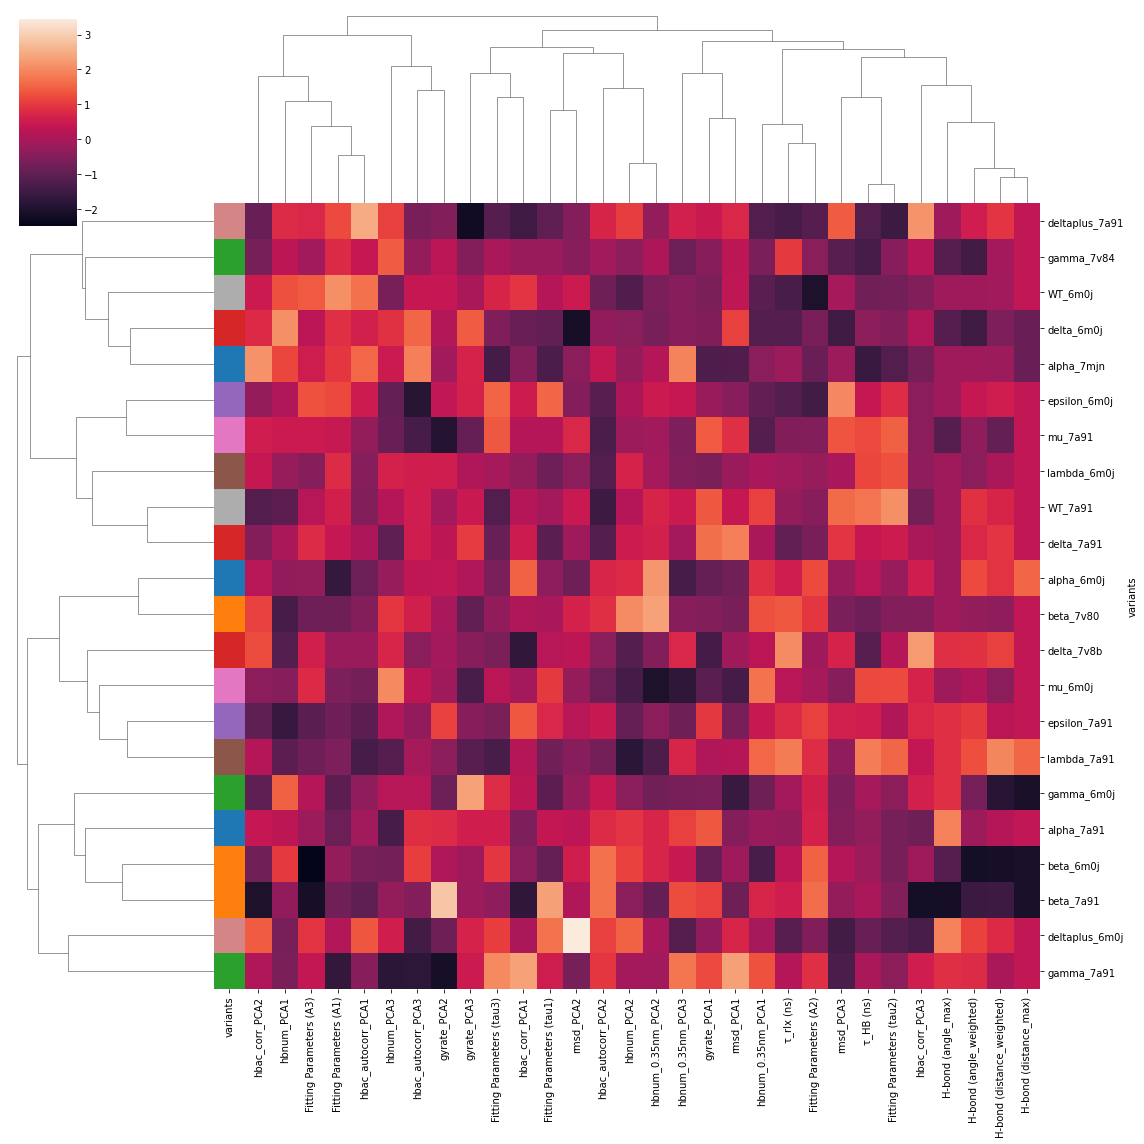 3
2
1
0
−1
−2
deltaplus_7a91
gamma_7v84
WT_6m0j
delta_6m0j
alpha_7mjn
epsilon_6m0j
mu_7a91
lambda_6m0j
WT_7a91
delta_7a91
alpha_6m0j
beta_7v80
delta_7v8b
mu_6m0j
epsilon_7a91
lambda_7a91
gamma_6m0j
alpha_7a91
beta_6m0j
beta_7a91
deltaplus_6m0j
gamma_7a91
variants
variants
hbac_corr_PCA2
hbnum_PCA1
Fitting Parameters (A3)
Fitting Parameters (A1)
hbac_autocorr_PCA1
hbnum_PCA3
hbac_autocorr_PCA3
gyrate_PCA2
gyrate_PCA3
Fitting Parameters (tau3)
hbac_corr_PCA1
Fitting Parameters (tau1)
rmsd_PCA2
hbac_autocorr_PCA2
hbnum_PCA2
hbnum_0.35nm_PCA2
hbnum_0.35nm_PCA3
gyrate_PCA1
rmsd_PCA1
hbnum_0.35nm_PCA1
τ_rlx (ns)
Fitting Parameters (A2)
rmsd_PCA3
τ_HB (ns)
Fitting Parameters (tau2)
hbac_corr_PCA3
H-bond (angle_max)
H-bond (angle_weighted)
H-bond (distance_weighted)
H-bond (distance_max)